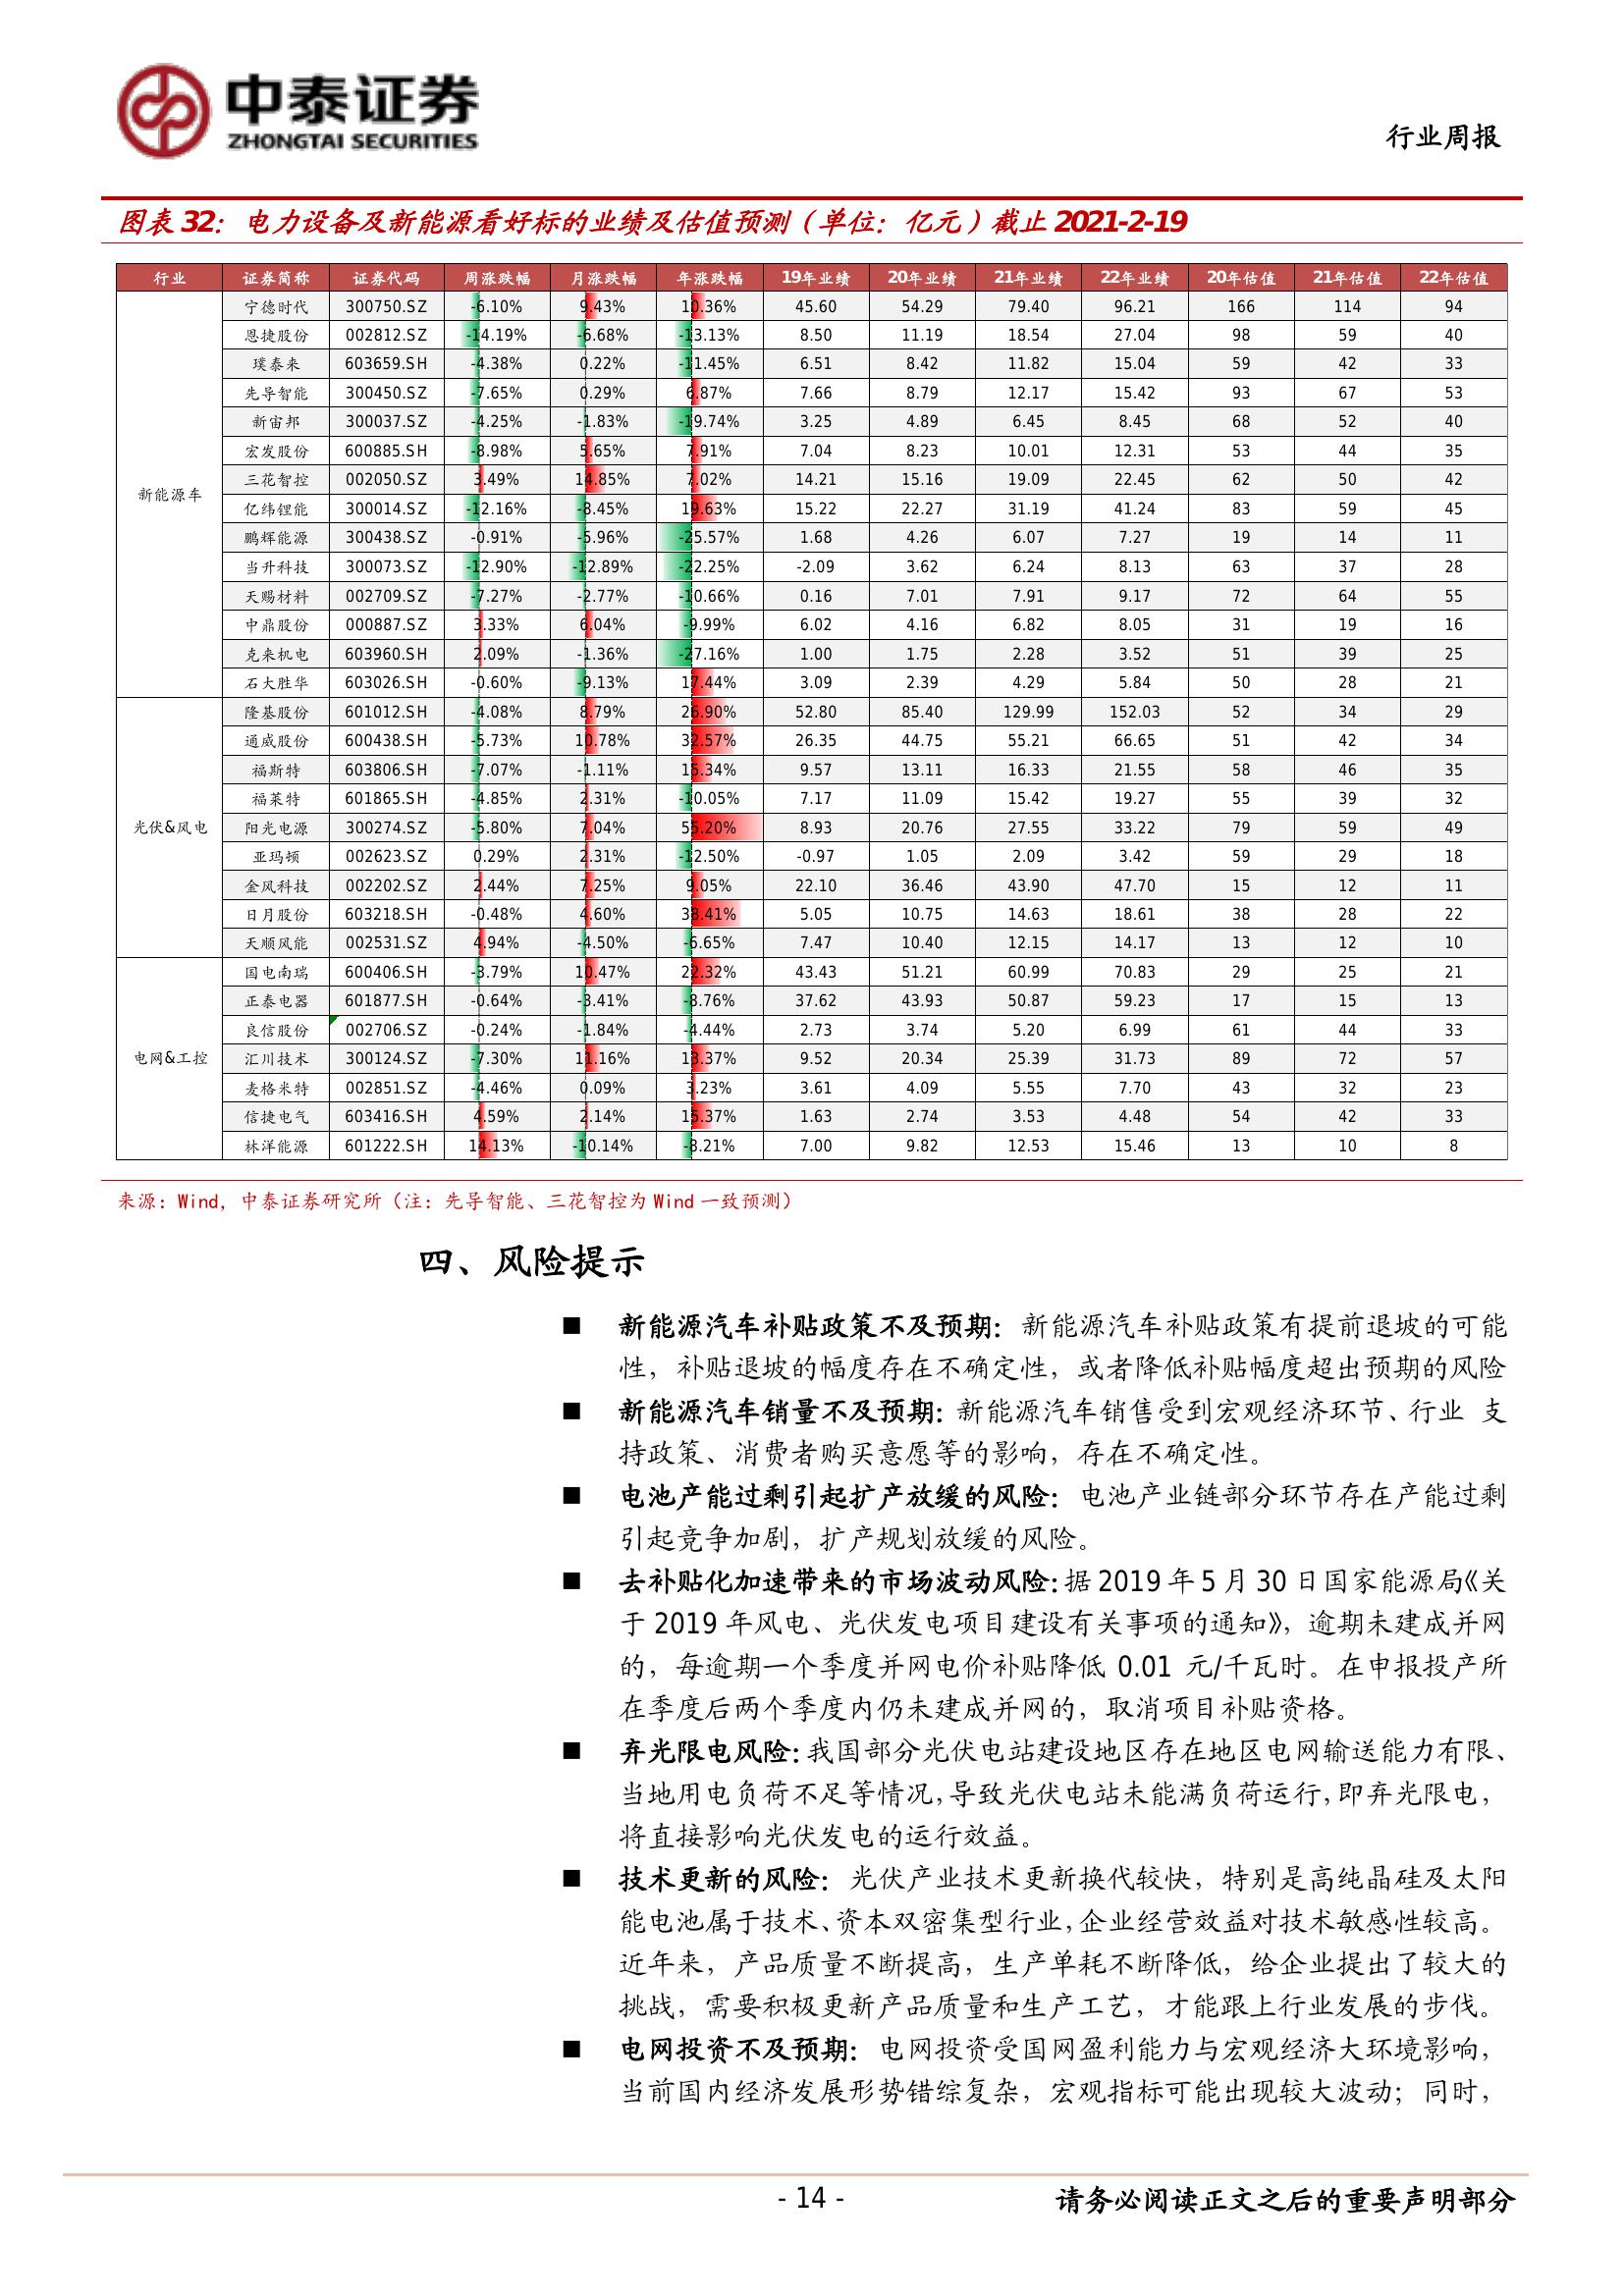 中泰证券
ZHONGTAI SECURITIES
行业周报
图表 32：电力设备及新能源看好标的业绩及估值预测（单位：亿元）截止 2021-2-19
行业 证券简称 证券代码 周涨跌幅 月涨跌幅 年涨跌幅 19年业绩 20年业绩 21年业绩 22年业绩 20年估值 21年估值 22年估值
宁德时代 300750.SZ -6.10% 9.43% 10.36% 45.60 54.29 79.40 96.21 166 114 94
恩捷股份 002812.SZ -14.19% -6.68% -13.13% 8.50 11.19 18.54 27.04 98 59 40
璞泰来 603659.SH -4.38% 0.22% -11.45% 6.51 8.42 11.82 15.04 59 42 33
先导智能 300450.SZ -7.65% 0.29% 6.87% 7.66 8.79 12.17 15.42 93 67 53
新宙邦 300037.SZ -4.25% -1.83% -19.74% 3.25 4.89 6.45 8.45 68 52 40
宏发股份 600885.SH -8.98% 5.65% 7.91% 7.04 8.23 10.01 12.31 53 44 35
三花智控 002050.SZ 3.49% 14.85% 7.02% 14.21 15.16 19.09 22.45 62 50 42
新能源车
亿纬锂能 300014.SZ -12.16% -8.45% 19.63% 15.22 22.27 31.19 41.24 83 59 45
鹏辉能源 300438.SZ -0.91% -5.96% -25.57% 1.68 4.26 6.07 7.27 19 14 11
当升科技 300073.SZ -12.90% -12.89% -22.25% -2.09 3.62 6.24 8.13 63 37 28
天赐材料 002709.SZ -7.27% -2.77% -10.66% 0.16 7.01 7.91 9.17 72 64 55
中鼎股份 000887.SZ 3.33% 6.04% -9.99% 6.02 4.16 6.82 8.05 31 19 16
克来机电 603960.SH 2.09% -1.36% -27.16% 1.00 1.75 2.28 3.52 51 39 25
石大胜华 603026.SH -0.60% -9.13% 17.44% 3.09 2.39 4.29 5.84 50 28 21
隆基股份 601012.SH -4.08% 8.79% 26.90% 52.80 85.40 129.99 152.03 52 34 29
通威股份 600438.SH -5.73% 10.78% 32.57% 26.35 44.75 55.21 66.65 51 42 34
福斯特 603806.SH -7.07% -1.11% 15.34% 9.57 13.11 16.33 21.55 58 46 35
福莱特 601865.SH -4.85% 2.31% -10.05% 7.17 11.09 15.42 19.27 55 39 32
光伏&风电 阳光电源 300274.SZ -5.80% 7.04% 55.20% 8.93 20.76 27.55 33.22 79 59 49
亚玛顿 002623.SZ 0.29% 2.31% -12.50% -0.97 1.05 2.09 3.42 59 29 18
金风科技 002202.SZ 2.44% 7.25% 9.05% 22.10 36.46 43.90 47.70 15 12 11
日月股份 603218.SH -0.48% 4.60% 38.41% 5.05 10.75 14.63 18.61 38 28 22
天顺风能 002531.SZ 4.94% -4.50% -6.65% 7.47 10.40 12.15 14.17 13 12 10
国电南瑞 600406.SH -3.79% 10.47% 22.32% 43.43 51.21 60.99 70.83 29 25 21
正泰电器 601877.SH -0.64% -3.41% -8.76% 37.62 43.93 50.87 59.23 17 15 13
良信股份 002706.SZ -0.24% -1.84% -4.44% 2.73 3.74 5.20 6.99 61 44 33
电网&工控 汇川技术 300124.SZ -7.30% 11.16% 13.37% 9.52 20.34 25.39 31.73 89 72 57
麦格米特 002851.SZ -4.46% 0.09% 3.23% 3.61 4.09 5.55 7.70 43 32 23
信捷电气 603416.SH 4.59% 2.14% 15.37% 1.63 2.74 3.53 4.48 54 42 33
林洋能源 601222.SH 14.13% -10.14% -8.21% 7.00 9.82 12.53 15.46 13 10 8
来源：Wind，中泰证券研究所（注：先导智能、三花智控为 Wind 一致预测）
四、风险提示
■ 新能源汽车补贴政策不及预期：新能源汽车补贴政策有提前退坡的可能
性，补贴退坡的幅度存在不确定性，或者降低补贴幅度超出预期的风险
■ 新能源汽车销量不及预期：新能源汽车销售受到宏观经济环节、行业 支
持政策、消费者购买意愿等的影响，存在不确定性。
■ 电池产能过剩引起扩产放缓的风险：电池产业链部分环节存在产能过剩
引起竞争加剧，扩产规划放缓的风险。
■ 去补贴化加速带来的市场波动风险：据 2019 年 5 月 30 日国家能源局《关
于 2019 年风电、光伏发电项目建设有关事项的通知》，逾期未建成并网
的，每逾期一个季度并网电价补贴降低 0.01 元/千瓦时。在申报投产所
在季度后两个季度内仍未建成并网的，取消项目补贴资格。
■ 弃光限电风险：我国部分光伏电站建设地区存在地区电网输送能力有限、
当地用电负荷不足等情况，导致光伏电站未能满负荷运行，即弃光限电，
将直接影响光伏发电的运行效益。
■ 技术更新的风险：光伏产业技术更新换代较快，特别是高纯晶硅及太阳
能电池属于技术、资本双密集型行业，企业经营效益对技术敏感性较高。
近年来，产品质量不断提高，生产单耗不断降低，给企业提出了较大的
挑战，需要积极更新产品质量和生产工艺，才能跟上行业发展的步伐。
■ 电网投资不及预期：电网投资受国网盈利能力与宏观经济大环境影响，
当前国内经济发展形势错综复杂，宏观指标可能出现较大波动；同时，
- 14 -
请务必阅读正文之后的重要声明部分